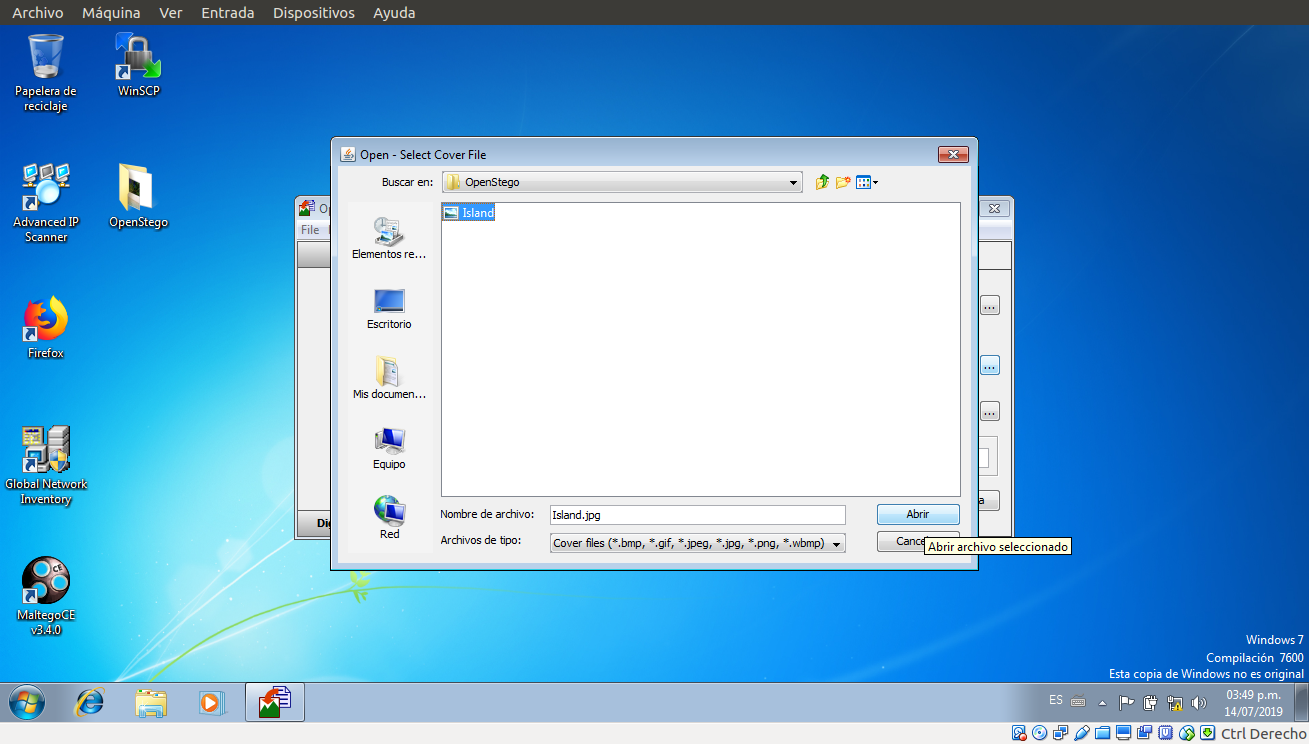 Archivo Máquina Ver Entrada Dispositivos Ayuda
Papelera de
reciclaje
WinSCP
Advanced IP
Scanner
OpenStego
Firefox
Global Network
Inventory
MaltegoCE
v3.4.0
File
Open - Select Cover File
Buscar en:
OpenStego
Island
Elementos re...
Escritorio
Mis documen...
Equipo
Red
Nombre de archivo:
Island.jpg
Abrir
Archivos de tipo:
Cover files (*.bmp, *.gif, *.jpeg, *.jpg, *.png, *.wbmp)
Abrir archivo seleccionado
...
...
...
Windows 7
Compilación 7600
Esta copia de Windows no es original
ES
03:49 p.m.
14/07/2019
Ctrl Derecho